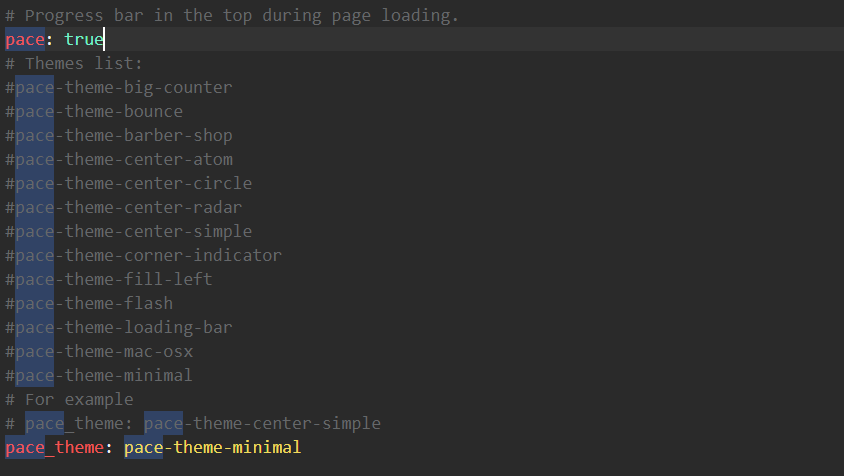 # Progress bar in the top during page loading.
pace: true
# Themes list:
#pace-theme-big-counter
#pace-theme-bounce
#pace-theme-barber-shop
#pace-theme-center-atom
#pace-theme-center-circle
#pace-theme-center-radar
#pace-theme-center-simple
#pace-theme-corner-indicator
#pace-theme-fill-left
#pace-theme-flash
#pace-theme-loading-bar
#pace-theme-mac-osx
#pace-theme-minimal
# For example
# pace_theme: pace-theme-center-simple
pace_theme: pace-theme-minimal